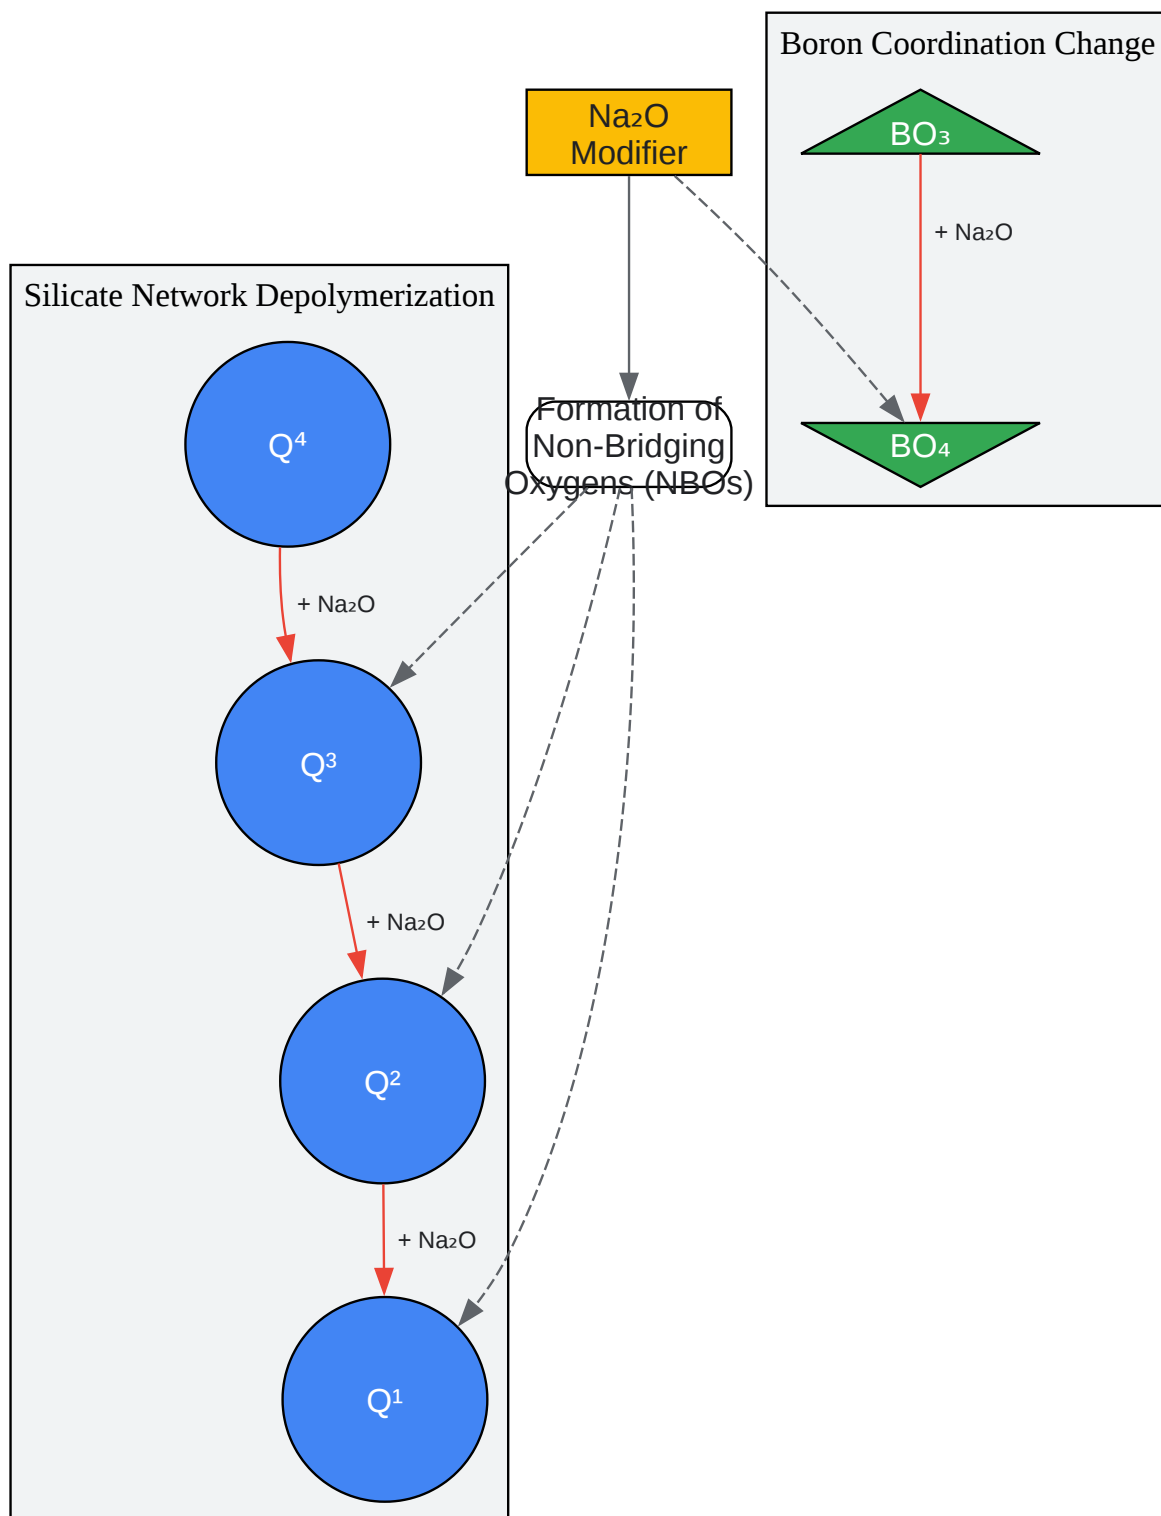 Boron Coordination Change
Na₂O
Modifier
BO₃
+ Na₂O
Silicate Network Depolymerization
Formation of
Non-Bridging
Oxygens (NBOs)
BO₄
Q⁴
+ Na₂O
Q³
+ Na₂O
Q²
+ Na₂O
Q¹